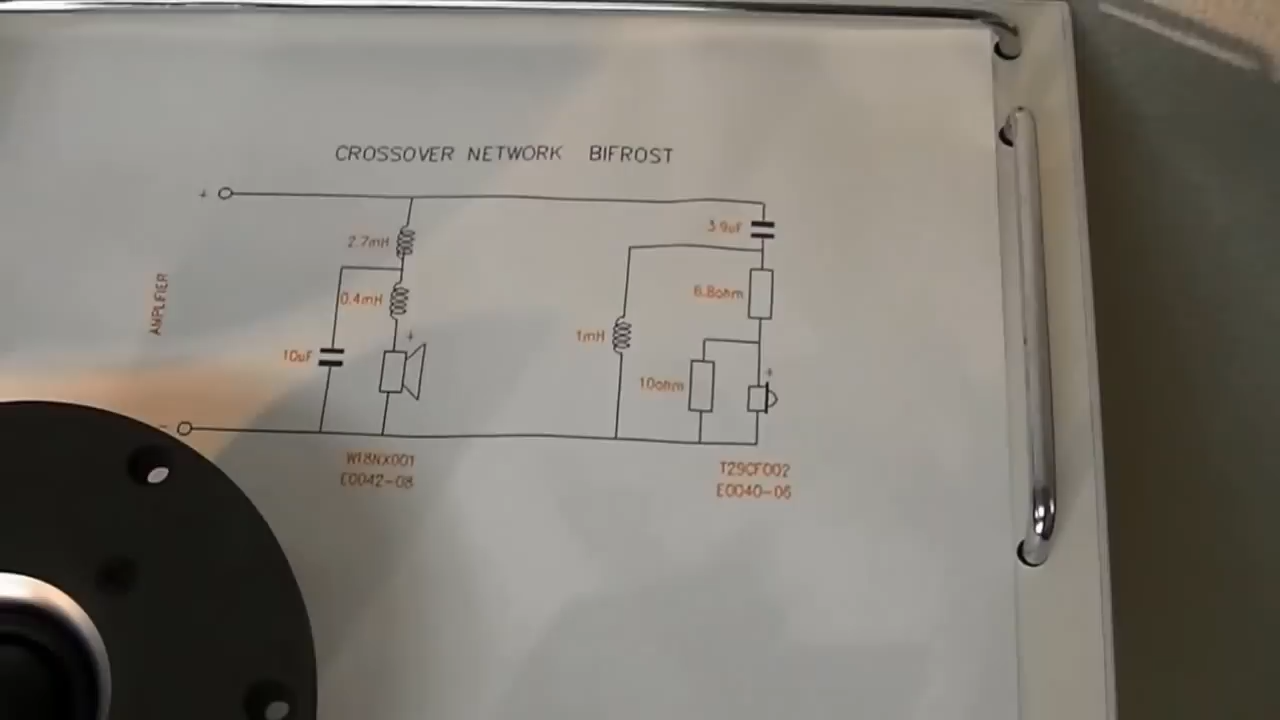 CROSSOVER NETWORK BIFROST
+
3.9uF
2.7mH
6.8ohm
0.4mH
AMPLIFIER
+
1mH
10uF
+
10ohm
-
W18NX001
E0042-08
T29CF002
E0040-06